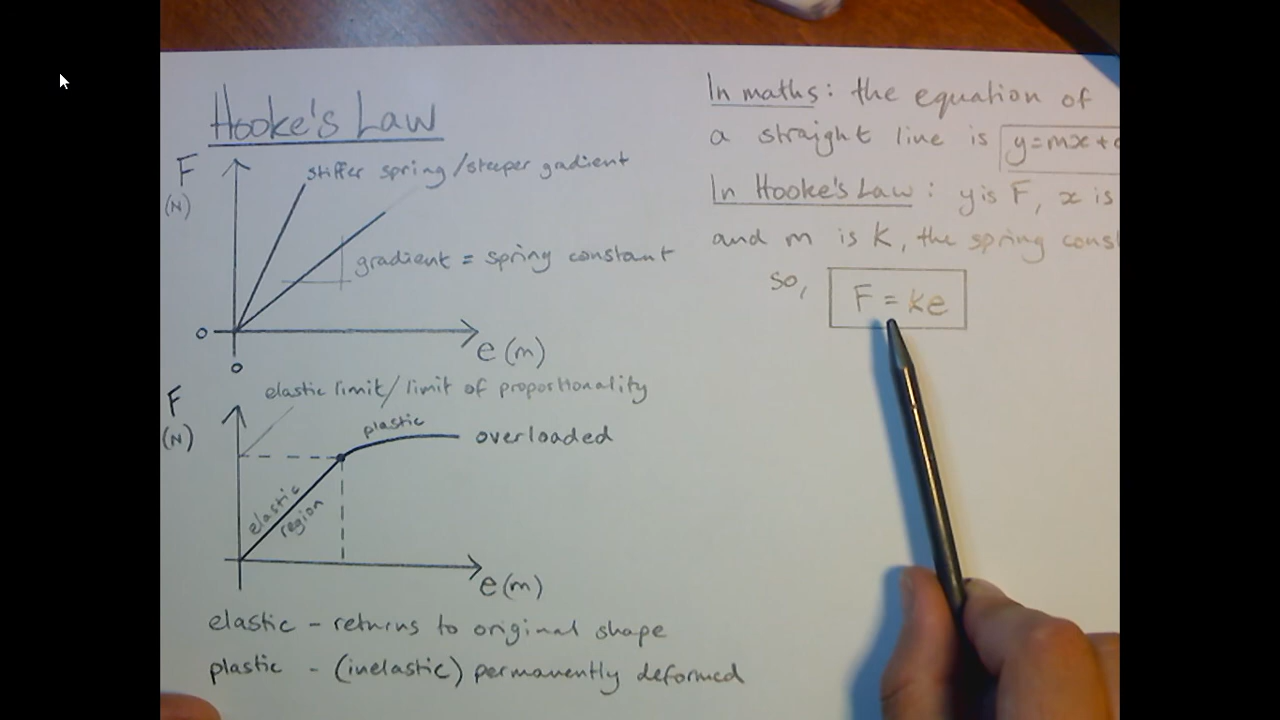 Hooke's Law
F
(N)
stiffer spring/steeper gradient
gradient = spring constant
0
0
e (m)
F
(N)
elastic limit/limit of proportionality
plastic
overloaded
elastic
region
e (m)
elastic - returns to original shape
plastic - (inelastic) permanently deformed
In maths: the equation of
a straight line is y=mx+c
In Hooke's Law: y is F, x is
and m is k, the spring const
so, F = ke